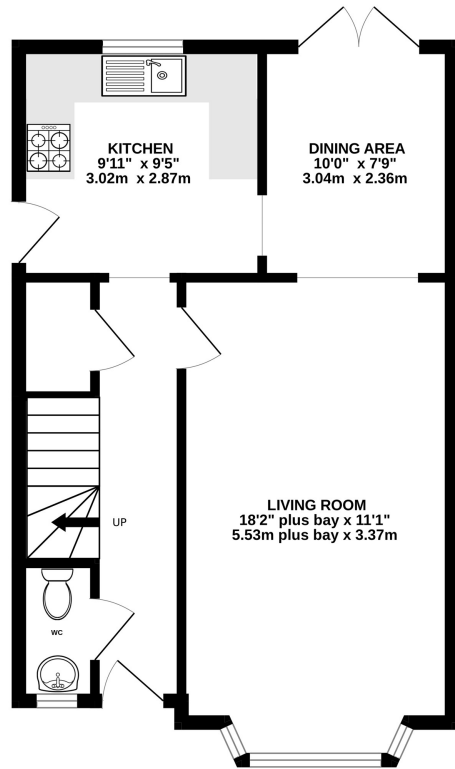 KITCHEN
9'11" x 9'5"
3.02m x 2.87m
DINING AREA
10'0" x 7'9"
3.04m x 2.36m
LIVING ROOM
18'2" plus bay x 11'1"
5.53m plus bay x 3.37m
UP
WC